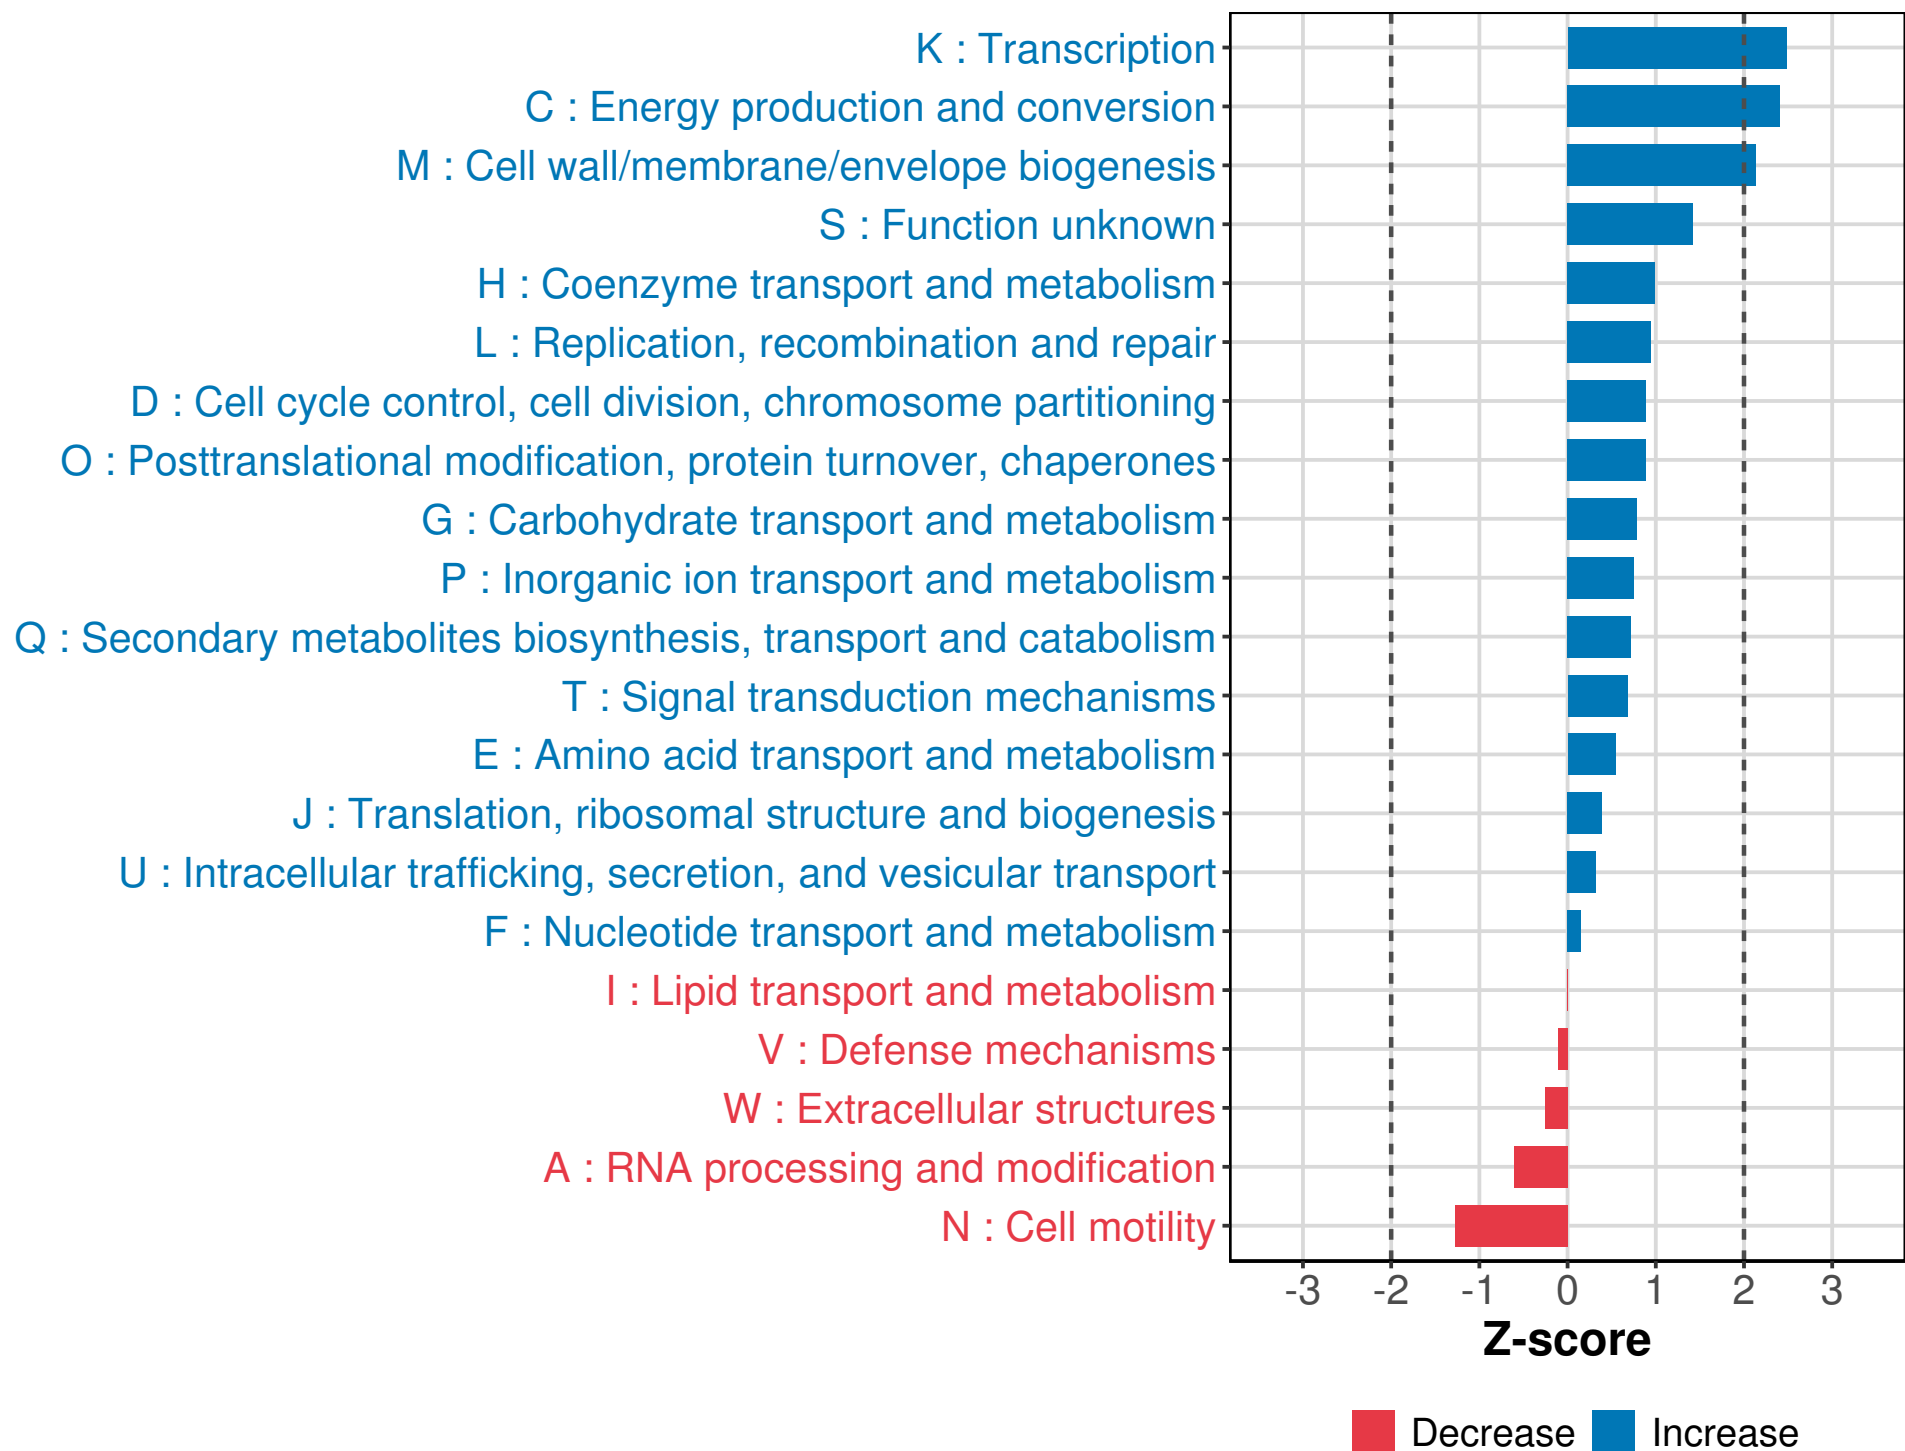 K : Transcription
C : Energy production and conversion
M : Cell wall/membrane/envelope biogenesis
S : Function unknown
H : Coenzyme transport and metabolism
L : Replication, recombination and repair
D : Cell cycle control, cell division, chromosome partitioning
O : Posttranslational modification, protein turnover, chaperones
G : Carbohydrate transport and metabolism
P : Inorganic ion transport and metabolism
Q : Secondary metabolites biosynthesis, transport and catabolism
T : Signal transduction mechanisms
E : Amino acid transport and metabolism
J : Translation, ribosomal structure and biogenesis
U : Intracellular trafficking, secretion, and vesicular transport
F : Nucleotide transport and metabolism
I : Lipid transport and metabolism
V : Defense mechanisms
W : Extracellular structures
A : RNA processing and modification
N : Cell motility
-3 -2 -1 0 1 2 3
Z-score
Decrease Increase